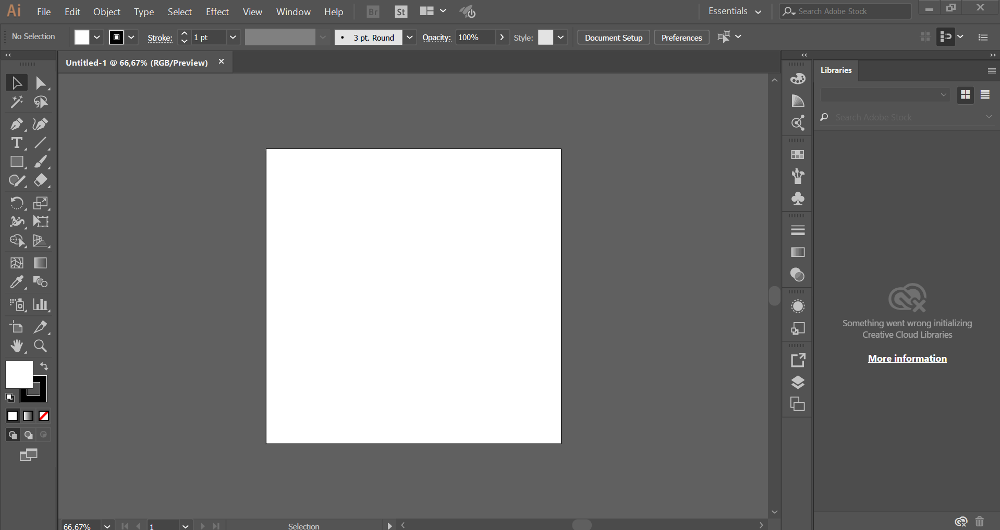 Ai File Edit Object Type Select Effect View Window Help Br St Essentials Search Adobe Stock
No Selection Stroke: 1 pt 3 pt. Round Opacity: 100% Style: Document Setup Preferences
Untitled-1 @ 66,67% (RGB/Preview)
Libraries
Search Adobe Stock
Something went wrong initializing
Creative Cloud Libraries
More information
66,67% 1 Selection